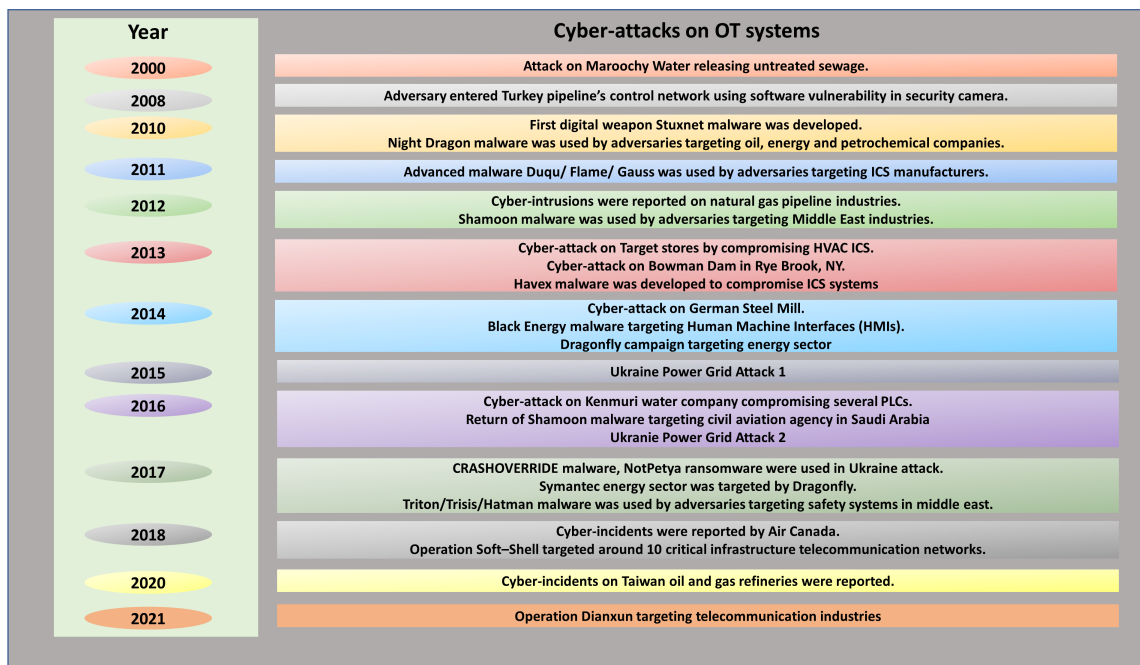 Year
Cyber-attacks on OT systems
2000
Attack on Maroochy Water releasing untreated sewage.
2008
Adversary entered Turkey pipeline's control network using software vulnerability in security camera.
2010
First digital weapon Stuxnet malware was developed.
Night Dragon malware was used by adversaries targeting oil, energy and petrochemical companies.
2011
Advanced malware Duqu/ Flame/ Gauss was used by adversaries targeting ICS manufacturers.
2012
Cyber-intrusions were reported on natural gas pipeline industries.
Shamoon malware was used by adversaries targeting Middle East industries.
2013
Cyber-attack on Target stores by compromising HVAC ICS.
Cyber-attack on Bowman Dam in Rye Brook, NY.
Havex malware was developed to compromise ICS systems
2014
Cyber-attack on German Steel Mill.
Black Energy malware targeting Human Machine Interfaces (HMIs).
Dragonfly campaign targeting energy sector
2015
Ukraine Power Grid Attack 1
2016
Cyber-attack on Kenmuri water company compromising several PLCs.
Return of Shamoon malware targeting civil aviation agency in Saudi Arabia
Ukranie Power Grid Attack 2
2017
CRASHOVERRIDE malware, NotPetya ransomware were used in Ukraine attack.
Symantec energy sector was targeted by Dragonfly.
Triton/Trisis/Hatman malware was used by adversaries targeting safety systems in middle east.
2018
Cyber-incidents were reported by Air Canada.
Operation Soft–Shell targeted around 10 critical infrastructure telecommunication networks.
2020
Cyber-incidents on Taiwan oil and gas refineries were reported.
2021
Operation Dianxun targeting telecommunication industries